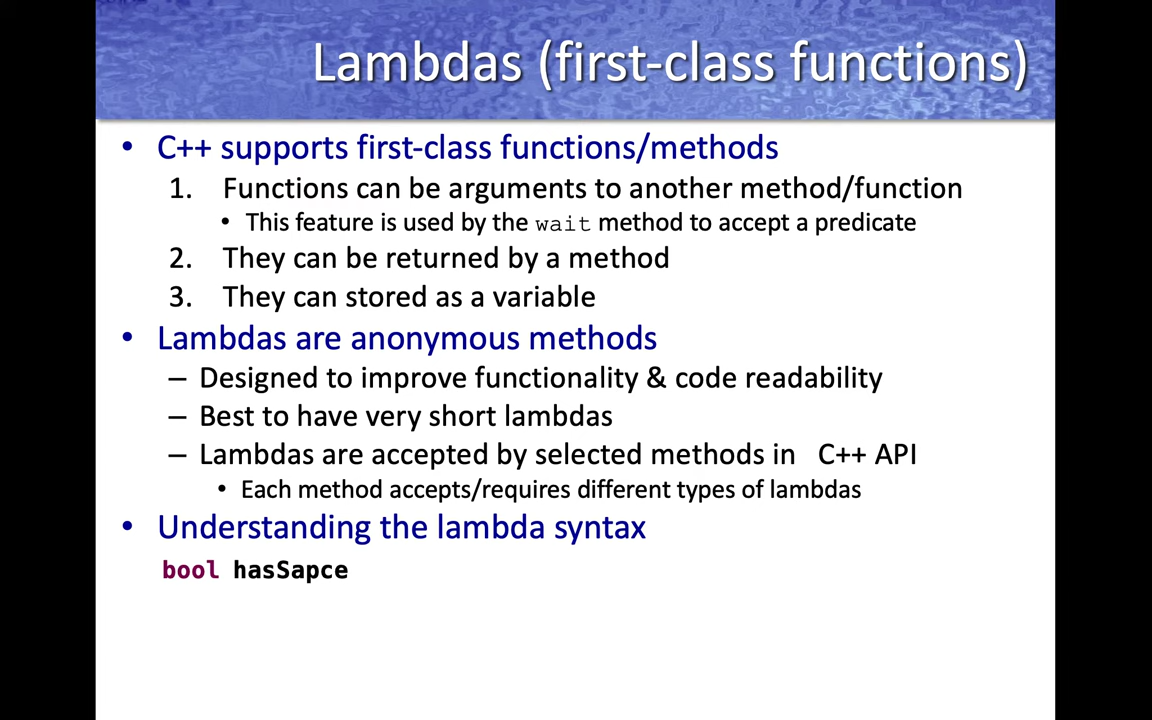 Lambdas (first-class functions)
• C++ supports first-class functions/methods
1. Functions can be arguments to another method/function
• This feature is used by the wait method to accept a predicate
2. They can be returned by a method
3. They can stored as a variable
• Lambdas are anonymous methods
– Designed to improve functionality & code readability
– Best to have very short lambdas
– Lambdas are accepted by selected methods in C++ API
• Each method accepts/requires different types of lambdas
• Understanding the lambda syntax
bool hasSapce